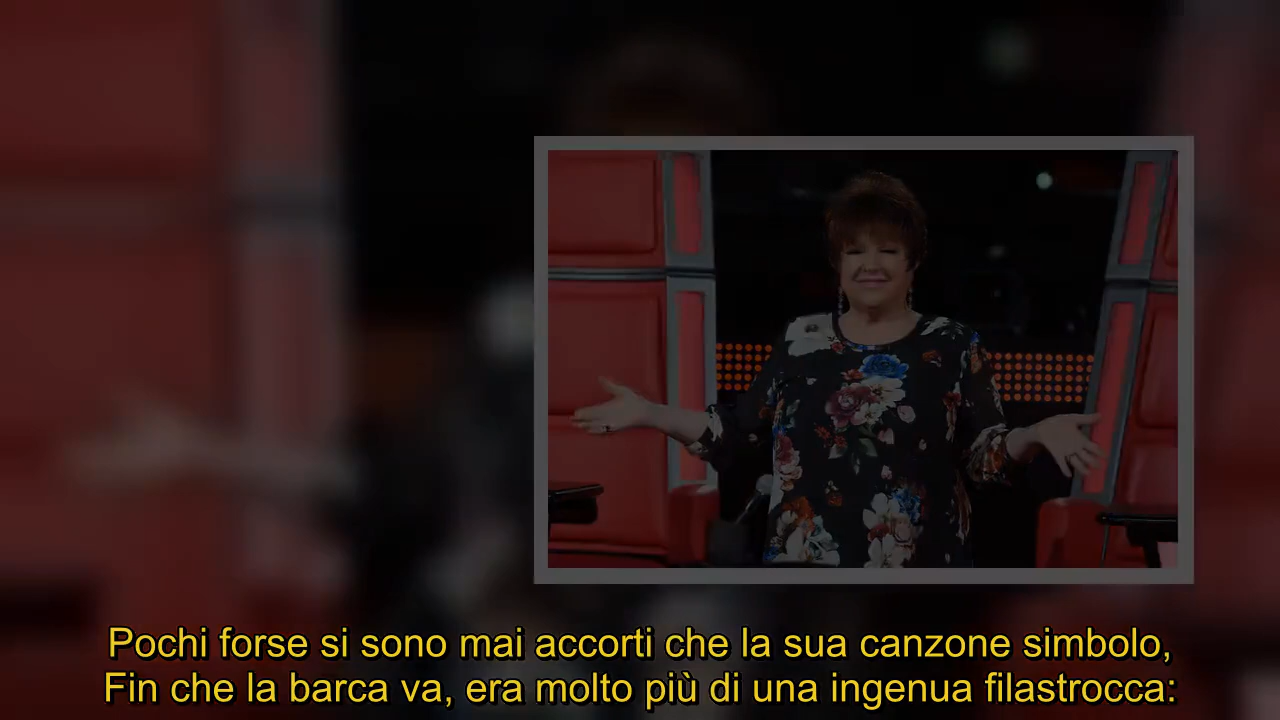 Pochi forse si sono mai accorti che la sua canzone simbolo,
Fin che la barca va, era molto più di una ingenua filastrocca: